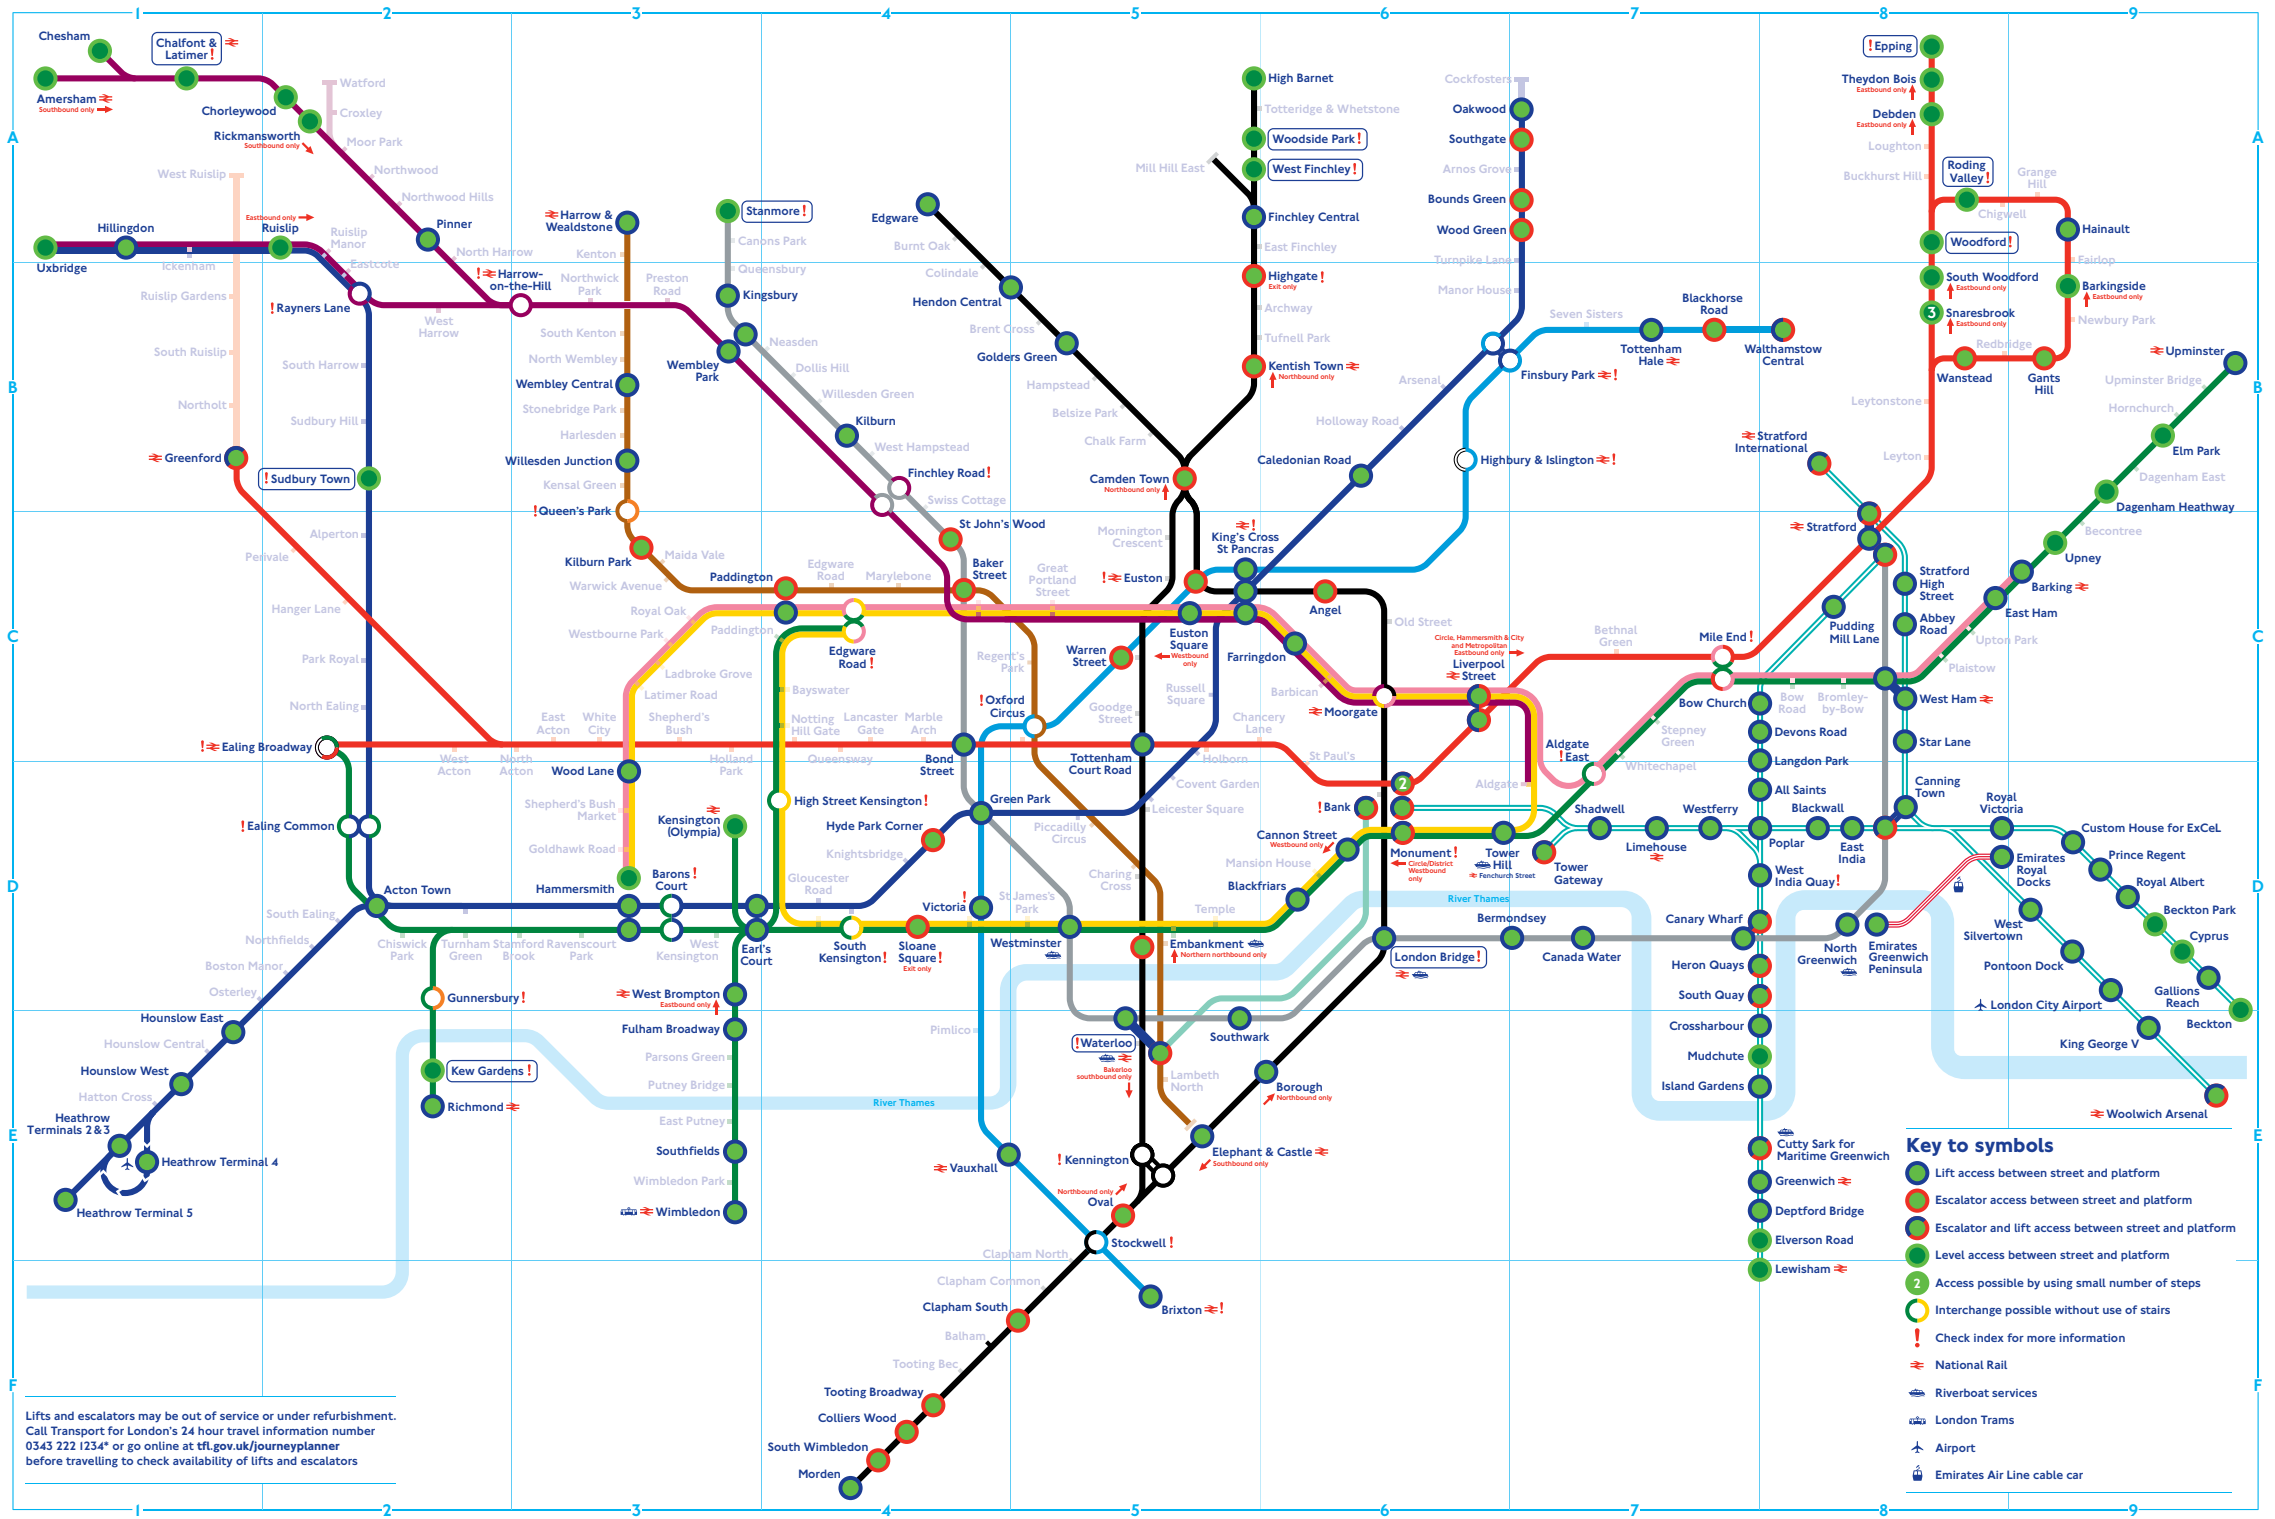 1 2 3 4 5 6 7 8 9
A
B
C
D
E
F
Chesham
Chalfont &
Latimer !
Amersham
Southbound only
Chorleywood
Rickmansworth
Southbound only
Watford
Croxley
Moor Park
Northwood
Northwood Hills
Pinner
North Harrow
! Harrow-
on-the-Hill
West Ruislip
Eastbound only
Ruislip
Hillingdon
Uxbridge
Ickenham
Ruislip
Manor
Eastcote
! Rayners Lane
West
Harrow
Ruislip Gardens
South Ruislip
Northolt
Greenford
South Harrow
Sudbury Hill
! Sudbury Town
Alperton
Perivale
Hanger Lane
Park Royal
North Ealing
! Ealing Broadway
! Ealing Common
West
Acton
North
Acton
East
Acton
White
City
Shepherd's
Bush
Holland
Park
Notting
Hill Gate
Queensway
Lancaster
Gate
Marble
Arch
Bond
Street
Harrow &
Wealdstone
Kenton
Northwick
Park
Preston
Road
South Kenton
North Wembley
Wembley Central
Stonebridge Park
Harlesden
Willesden Junction
Kensal Green
! Queen's Park
Kilburn Park
Maida Vale
Warwick Avenue
Paddington
Edgware
Road
Marylebone
Baker
Street
Stanmore !
Canons Park
Queensbury
Kingsbury
Wembley
Park
Neasden
Dollis Hill
Willesden Green
Kilburn
West Hampstead
Finchley Road !
Swiss Cottage
St John's Wood
Royal Oak
Westbourne Park
Ladbroke Grove
Latimer Road
Paddington
Edgware
Road !
Bayswater
Great
Portland
Street
Regent's
Park
! Oxford
Circus
Wood Lane
Shepherd's Bush
Market
Goldhawk Road
Hammersmith
Kensington
(Olympia)
High Street Kensington !
Hyde Park Corner
Knightsbridge
Gloucester
Road
Barons !
Court
Acton Town
South Ealing
Northfields
Boston Manor
Osterley
Hounslow East
Hounslow Central
Hounslow West
Hatton Cross
Heathrow
Terminals 2 & 3
Heathrow Terminal 4
Heathrow Terminal 5
Chiswick
Park
Turnham
Green
Stamford
Brook
Ravenscourt
Park
West
Kensington
Earl's
Court
South
Kensington !
Sloane
Square !
Exit only
Victoria !
St James's
Park
Westminster
Gunnersbury !
Kew Gardens !
Richmond
West Brompton
Eastbound only
Fulham Broadway
Parsons Green
Putney Bridge
East Putney
Southfields
Wimbledon Park
Wimbledon
River Thames
Edgware
Burnt Oak
Colindale
Hendon Central
Brent Cross
Golders Green
Hampstead
Belsize Park
Chalk Farm
Camden Town
Northbound only
Mornington
Crescent
! Euston
Mill Hill East
High Barnet
Totteridge & Whetstone
Woodside Park !
West Finchley !
Finchley Central
East Finchley
Highgate !
Exit only
Archway
Tufnell Park
Kentish Town
Northbound only
Cockfosters
Oakwood
Southgate
Arnos Grove
Bounds Green
Wood Green
Turnpike Lane
Manor House
Seven Sisters
Tottenham
Hale
Blackhorse
Road
Walthamstow
Central
Finsbury Park !
Arsenal
Holloway Road
Caledonian Road
Highbury & Islington !
King's Cross
St Pancras
Angel
Euston
Square
Westbound
only
Warren
Street
Farringdon
Barbican
! Moorgate
Old Street
Circle, Hammersmith & City
and Metropolitan
Eastbound only
Liverpool
Street
Russell
Square
Goodge
Street
Tottenham
Court Road
Holborn
Chancery
Lane
St Paul's
Covent Garden
Leicester Square
Green Park
Piccadilly
Circus
Charing
Cross
! Bank
2
Cannon Street
Westbound only
Mansion House
Blackfriars
Temple
Monument !
Circle/District
Westbound
only
Tower
Hill
Fenchurch Street
Tower
Gateway
Aldgate
Aldgate
! East
Whitechapel
Stepney
Green
Bethnal
Green
Mile End !
Embankment
Northern northbound only
London Bridge !
River Thames
Bermondsey
Canada Water
Southwark
! Waterloo
Bakerloo
southbound only
Lambeth
North
Borough
Northbound only
Elephant & Castle
Southbound only
! Kennington
Northbound only
Oval
Pimlico
Vauxhall
Stockwell !
Brixton !
Clapham North
Clapham Common
Clapham South
Balham
Tooting Bec
Tooting Broadway
Colliers Wood
South Wimbledon
Morden
! Epping
Theydon Bois
Eastbound only
Debden
Eastbound only
Loughton
Buckhurst Hill
Roding
Valley !
Grange
Hill
Chigwell
Hainault
Woodford !
Fairlop
South Woodford
Eastbound only
Barkingside
Eastbound only
3
Snaresbrook
Eastbound only
Newbury Park
Redbridge
Wanstead
Gants
Hill
Leytonstone
Leyton
Stratford
International
Stratford
Upminster
Upminster Bridge
Hornchurch
Elm Park
Dagenham East
Dagenham Heathway
Becontree
Upney
Barking
East Ham
Upton Park
Plaistow
Stratford
High
Street
Abbey
Road
Pudding
Mill Lane
West Ham
Bow Church
Bow
Road
Bromley-
by-Bow
Devons Road
Langdon Park
All Saints
Star Lane
Canning
Town
Shadwell
Limehouse
Westferry
Poplar
Blackwall
East
India
Royal
Victoria
Custom House for ExCeL
Prince Regent
Royal Albert
Beckton Park
Cyprus
Gallions
Reach
Beckton
Emirates
Royal
Docks
Emirates
Greenwich
Peninsula
North
Greenwich
West
Silvertown
Pontoon Dock
London City Airport
King George V
Woolwich Arsenal
West
India Quay !
Canary Wharf
Heron Quays
South Quay
Crossharbour
Mudchute
Island Gardens
Cutty Sark for
Maritime Greenwich
Greenwich
Deptford Bridge
Elverson Road
Lewisham
Key to symbols
Lift access between street and platform
Escalator access between street and platform
Escalator and lift access between street and platform
Level access between street and platform
2 Access possible by using small number of steps
Interchange possible without use of stairs
! Check index for more information
National Rail
Riverboat services
London Trams
Airport
Emirates Air Line cable car
Lifts and escalators may be out of service or under refurbishment.
Call Transport for London's 24 hour travel information number
0343 222 1234* or go online at tfl.gov.uk/journeyplanner
before travelling to check availability of lifts and escalators
A
B
C
D
E
F
1 2 3 4 5 6 7 8 9